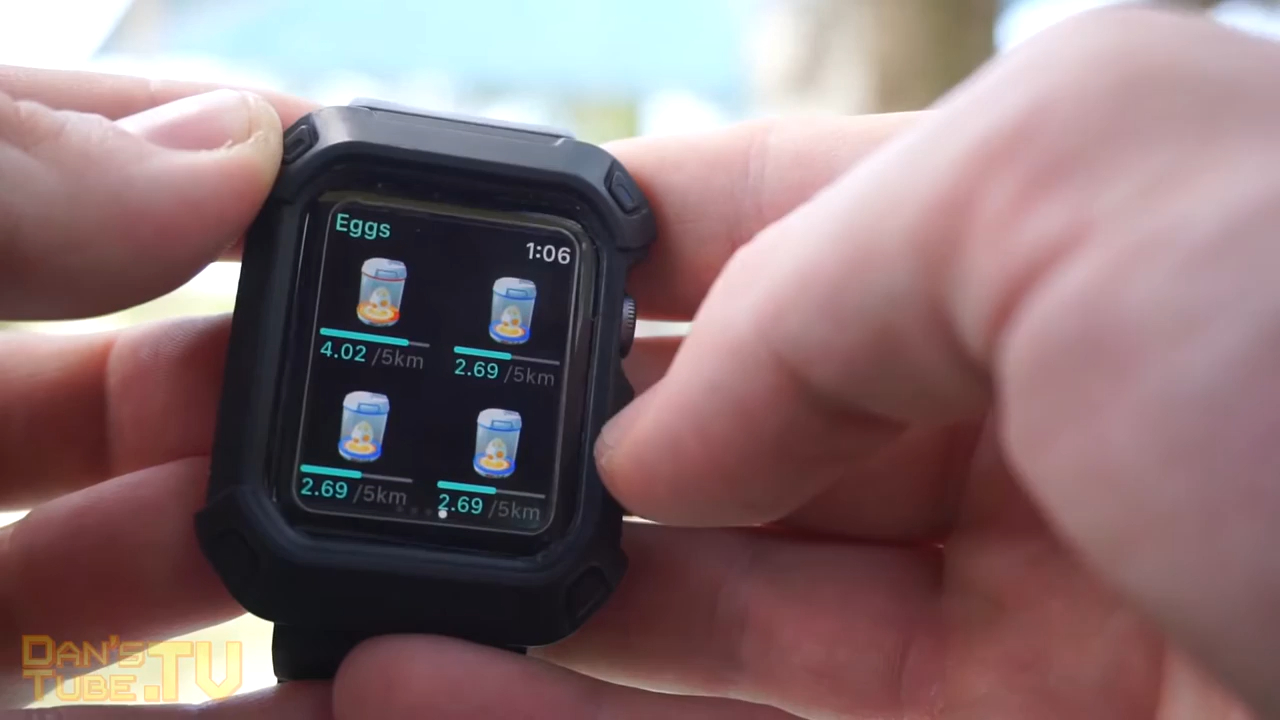 Eggs
1:06
4.02 /5km
2.69 /5km
2.69 /5km
2.69 /5km
DAN'S
TUBE.TV